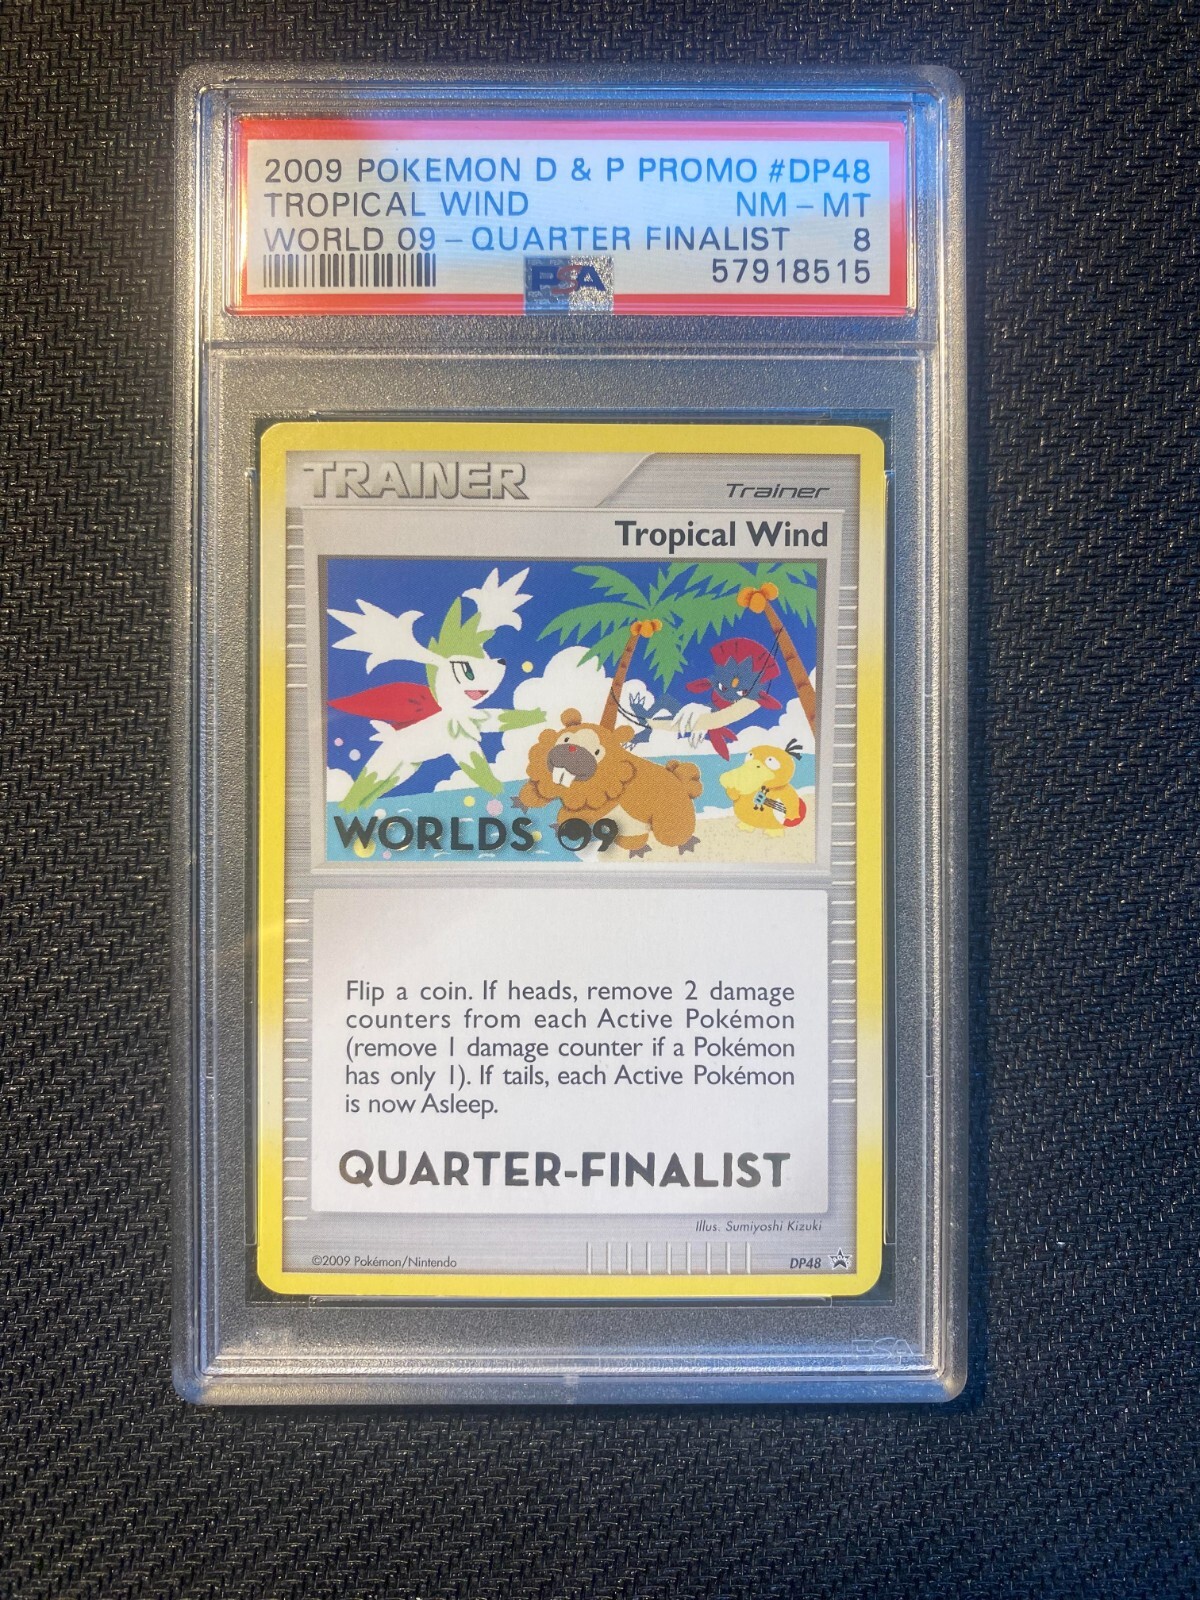 2009 POKEMON D & P PROMO #DP48
TROPICAL WIND NM - MT
WORLD 09 - QUARTER FINALIST 8
PSA 57918515
TRAINER
Trainer
Tropical Wind
WORLDS 09
Flip a coin. If heads, remove 2 damage
counters from each Active Pokémon
(remove 1 damage counter if a Pokémon
has only 1). If tails, each Active Pokémon
is now Asleep.
QUARTER-FINALIST
Illus. Sumiyoshi Kizuki
©2009 Pokémon/Nintendo DP48
PSA